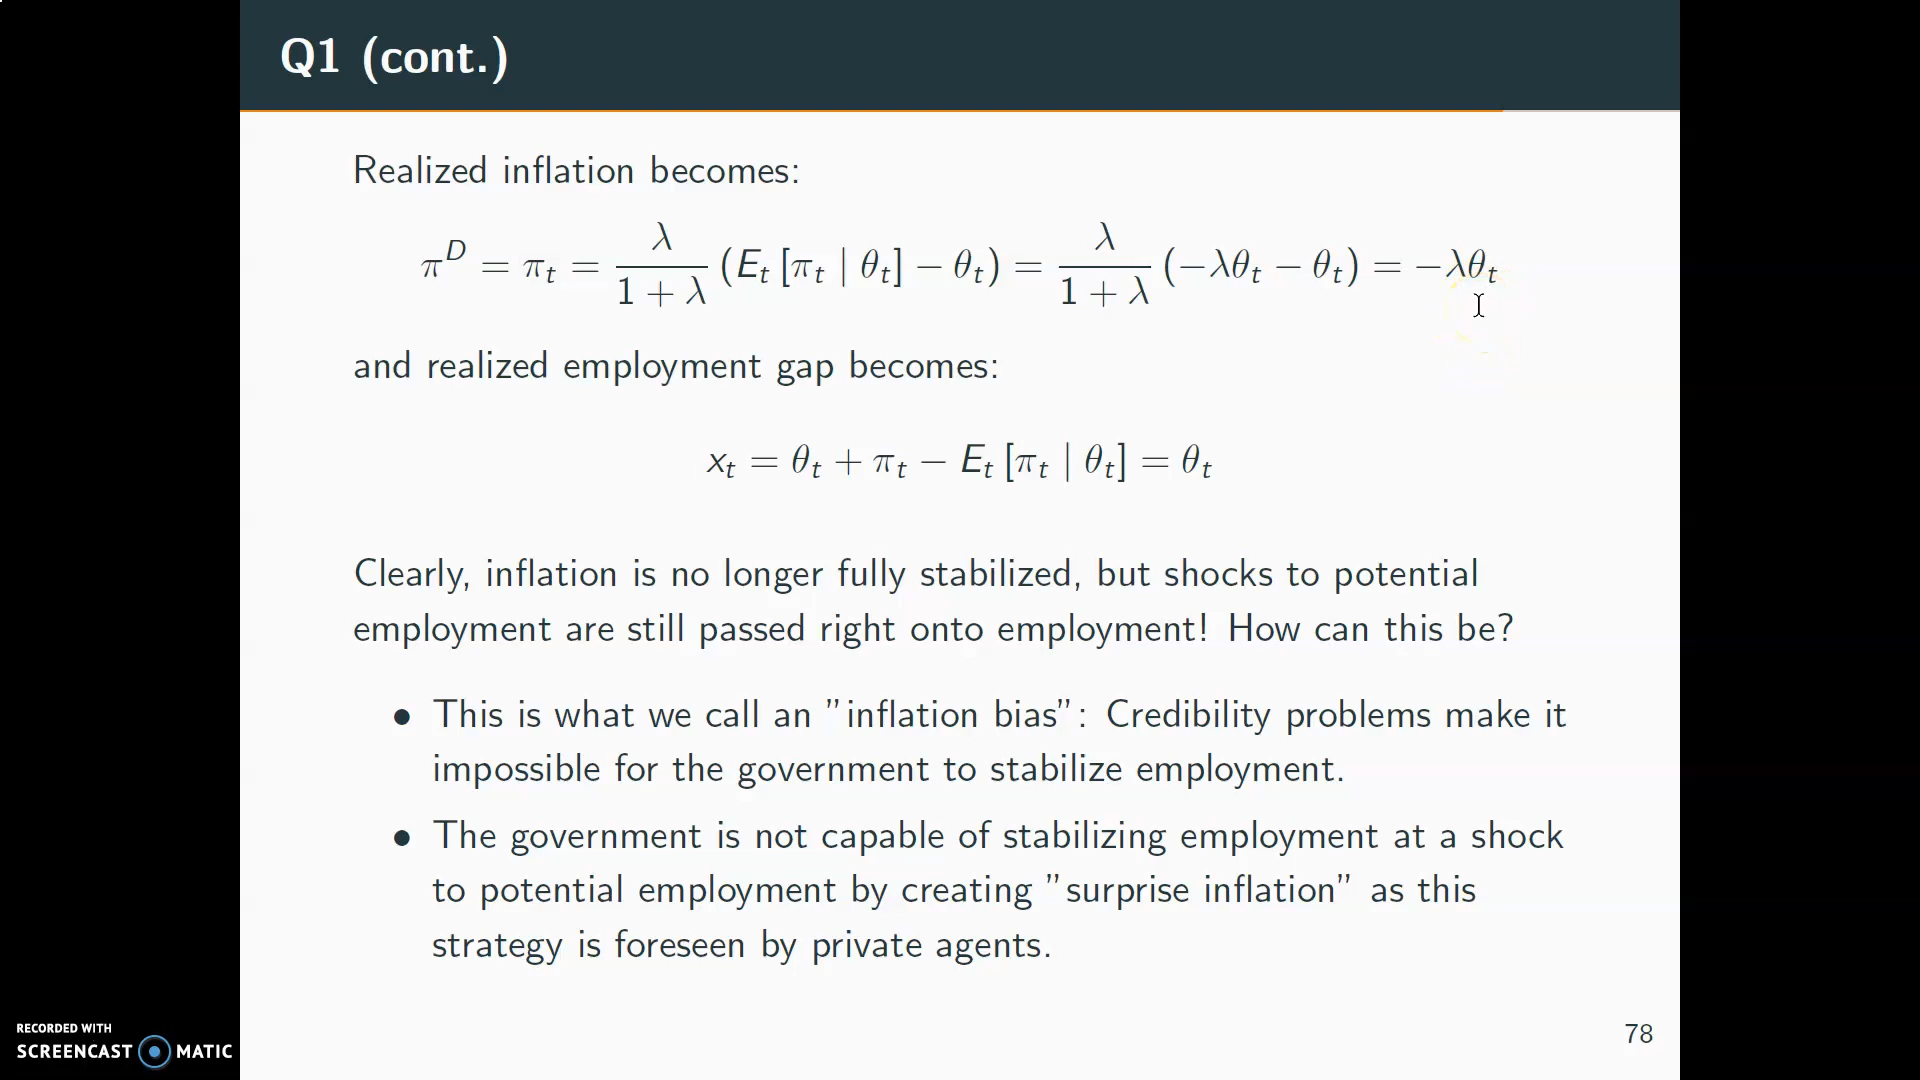 Q1 (cont.)
Realized inflation becomes:
π^D = π_t = λ/(1 + λ) (E_t [π_t | θ_t] − θ_t) = λ/(1 + λ) (−λθ_t − θ_t) = −λθ_t
and realized employment gap becomes:
x_t = θ_t + π_t − E_t [π_t | θ_t] = θ_t
Clearly, inflation is no longer fully stabilized, but shocks to potential
employment are still passed right onto employment! How can this be?
• This is what we call an ”inflation bias”: Credibility problems make it
impossible for the government to stabilize employment.
• The government is not capable of stabilizing employment at a shock
to potential employment by creating ”surprise inflation” as this
strategy is foreseen by private agents.
78
RECORDED WITH
SCREENCAST MATIC